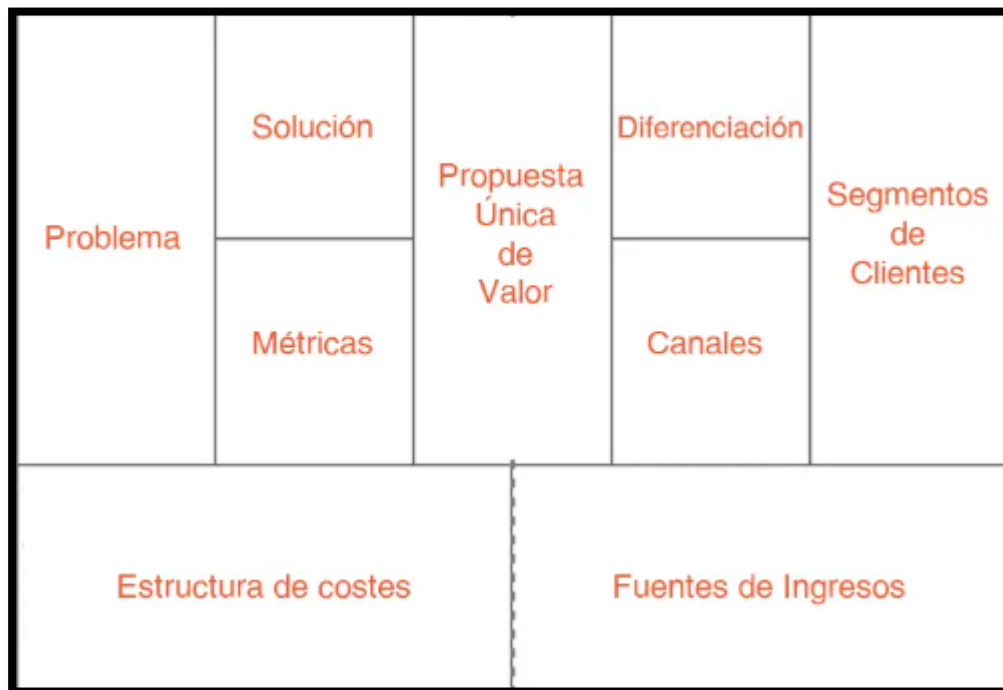 Problema
Solución
Métricas
Propuesta
Única
de
Valor
Diferenciación
Canales
Segmentos
de
Clientes
Estructura de costes
Fuentes de Ingresos